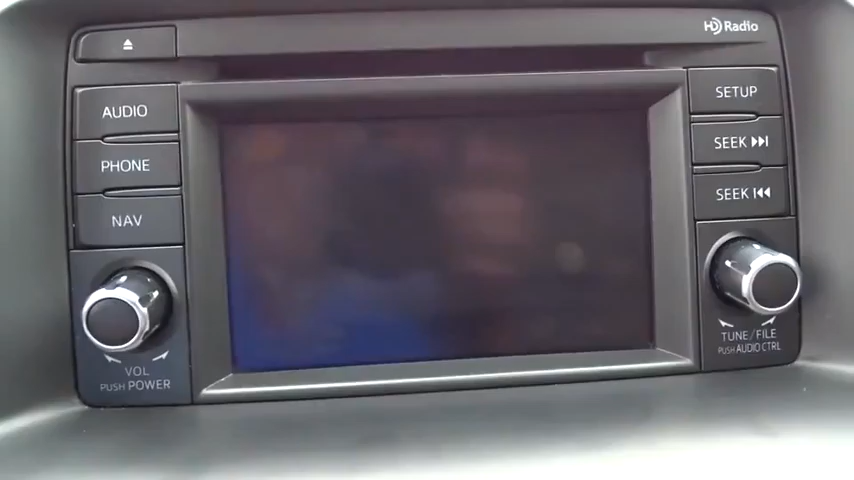 HD Radio
AUDIO
PHONE
NAV
VOL
PUSH POWER
SETUP
SEEK
SEEK
TUNE/FILE
PUSH AUDIO CTRL